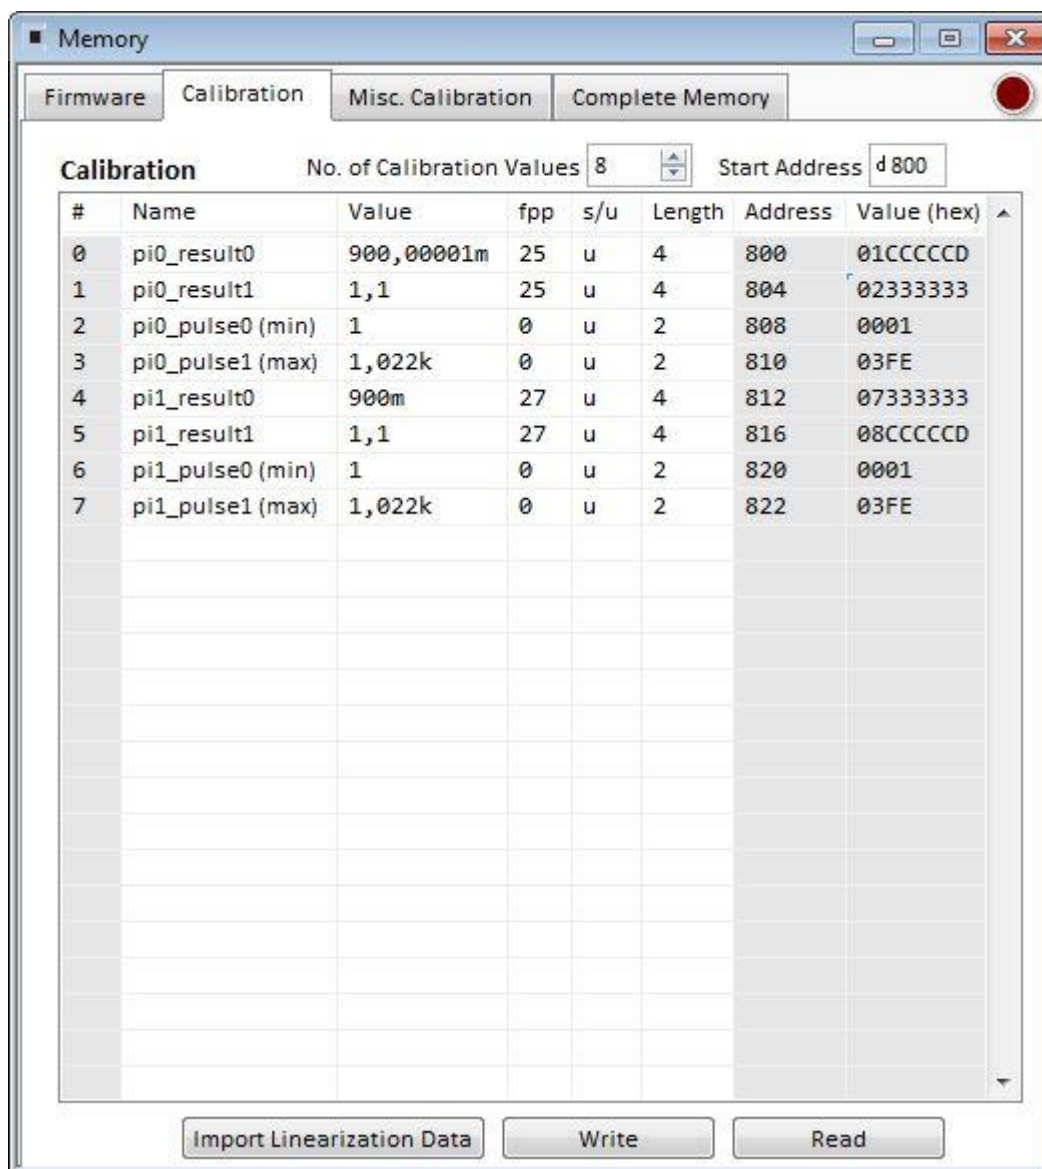 Memory
Firmware Calibration Misc. Calibration Complete Memory
Calibration No. of Calibration Values 8 Start Address d 800
# Name Value fpp s/u Length Address Value (hex)
0 pi0_result0 900,00001m 25 u 4 800 01CCCCCD
1 pi0_result1 1,1 25 u 4 804 02333333
2 pi0_pulse0 (min) 1 0 u 2 808 0001
3 pi0_pulse1 (max) 1,022k 0 u 2 810 03FE
4 pi1_result0 900m 27 u 4 812 07333333
5 pi1_result1 1,1 27 u 4 816 08CCCCCD
6 pi1_pulse0 (min) 1 0 u 2 820 0001
7 pi1_pulse1 (max) 1,022k 0 u 2 822 03FE
Import Linearization Data Write Read